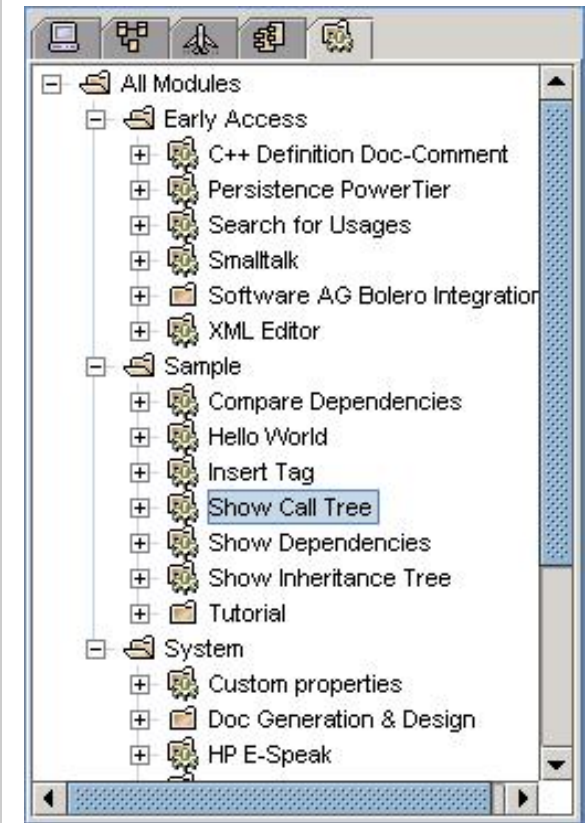 All Modules
Early Access
C++ Definition Doc-Comment
Persistence PowerTier
Search for Usages
Smalltalk
Software AG Bolero Integration
XML Editor
Sample
Compare Dependencies
Hello World
Insert Tag
Show Call Tree
Show Dependencies
Show Inheritance Tree
Tutorial
System
Custom properties
Doc Generation & Design
HP E-Speak